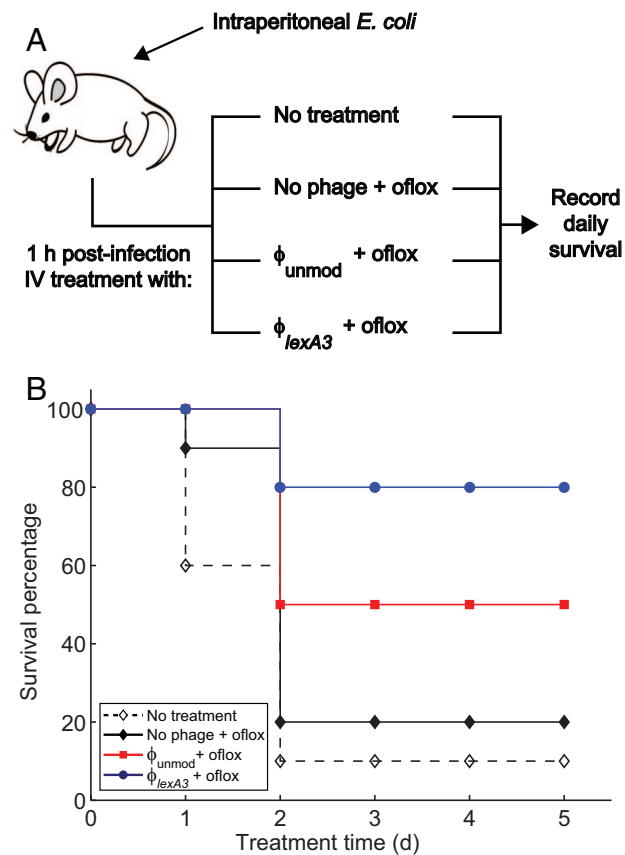 A
Intraperitoneal E. coli
No treatment
No phage + oflox
ϕunmod + oflox
ϕlexA3 + oflox
1 h post-infection
IV treatment with:
Record
daily
survival
B
Survival percentage
100
80
60
40
20
0
No treatment
No phage + oflox
ϕunmod + oflox
ϕlexA3 + oflox
0 1 2 3 4 5
Treatment time (d)